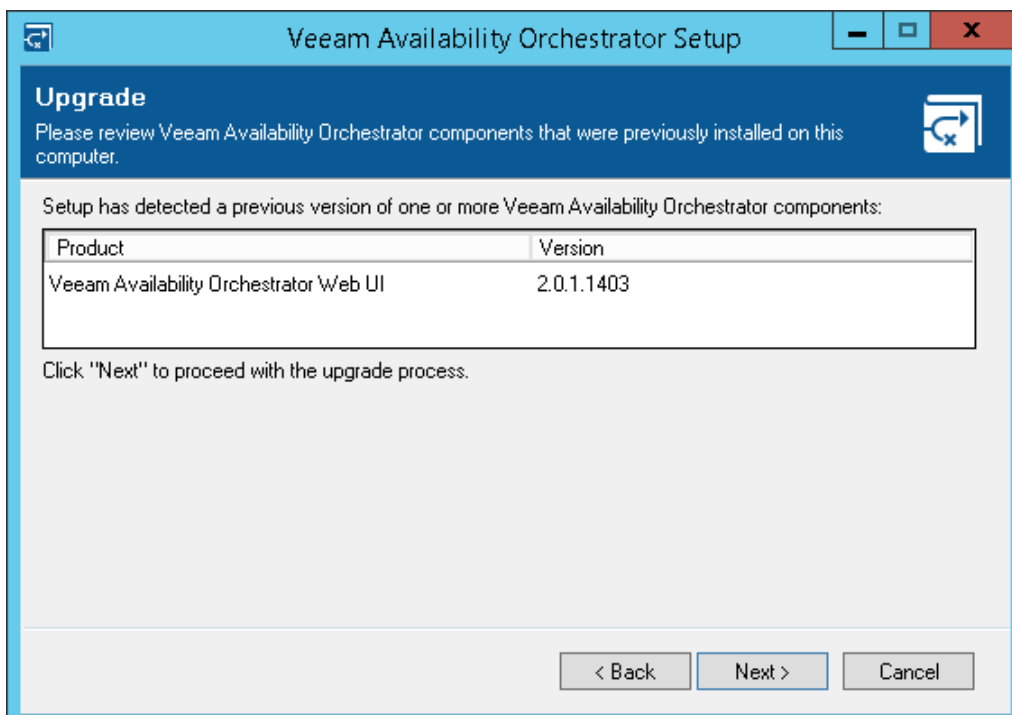 Veeam Availability Orchestrator Setup
Upgrade
Please review Veeam Availability Orchestrator components that were previously installed on this
computer.
Setup has detected a previous version of one or more Veeam Availability Orchestrator components:
Product Version
Veeam Availability Orchestrator Web UI 2.0.1.1403
Click "Next" to proceed with the upgrade process.
< Back Next > Cancel